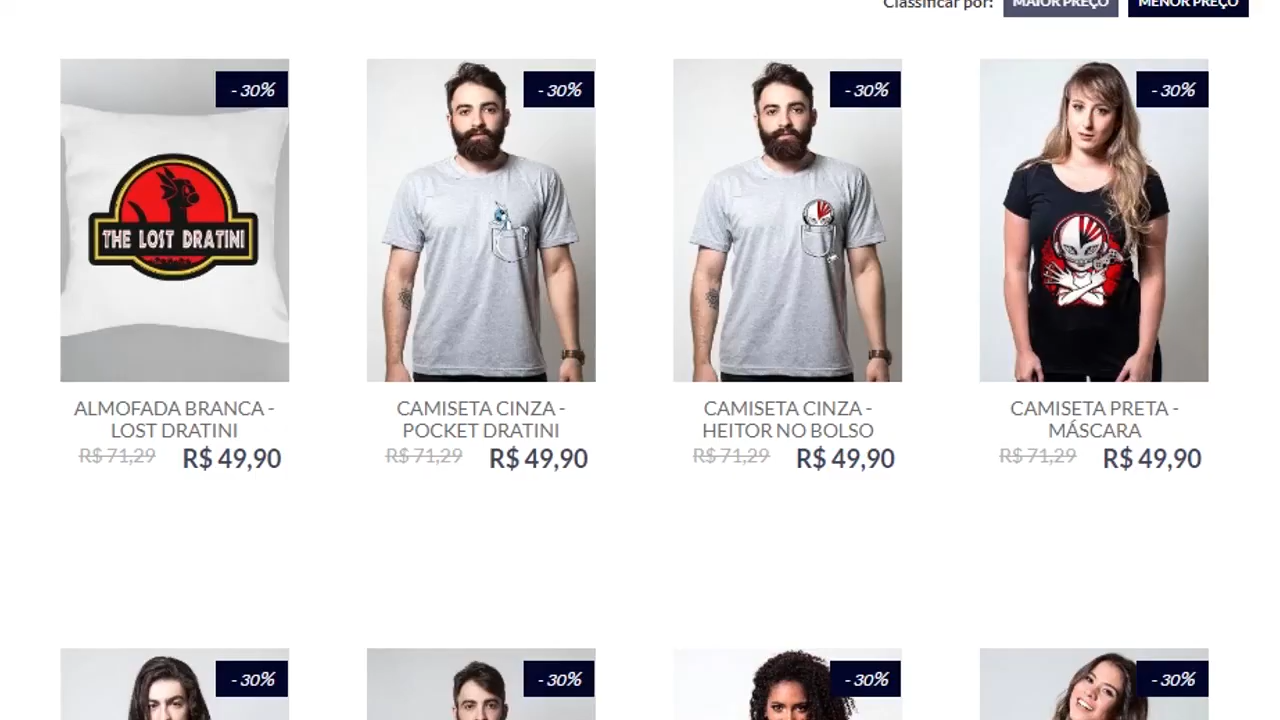 Classificar por:
MAIOR PREÇO
MENOR PREÇO
- 30%
- 30%
- 30%
- 30%
THE LOST DRATINI
ALMOFADA BRANCA -
LOST DRATINI
R$ 71,29 R$ 49,90
CAMISETA CINZA -
POCKET DRATINI
R$ 71,29 R$ 49,90
CAMISETA CINZA -
HEITOR NO BOLSO
R$ 71,29 R$ 49,90
CAMISETA PRETA -
MÁSCARA
R$ 71,29 R$ 49,90
- 30%
- 30%
- 30%
- 30%